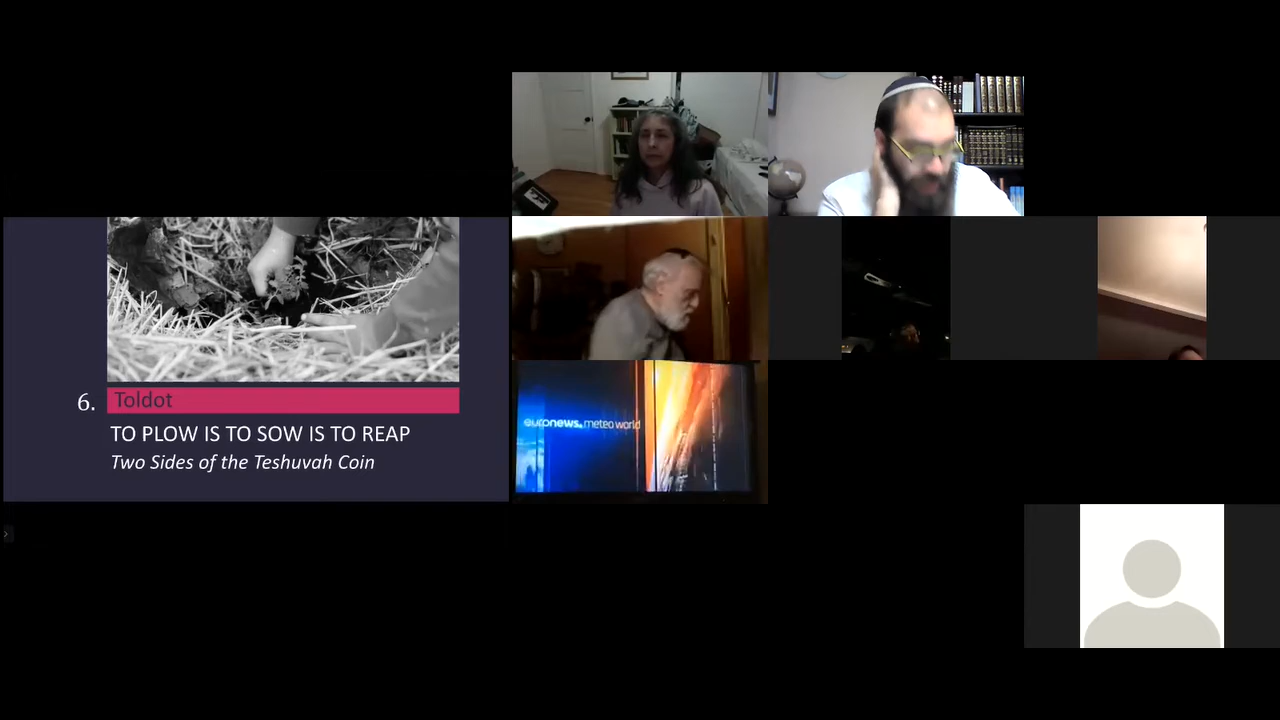 6. Toldot
TO PLOW IS TO SOW IS TO REAP
Two Sides of the Teshuvah Coin
euronews. meteo world